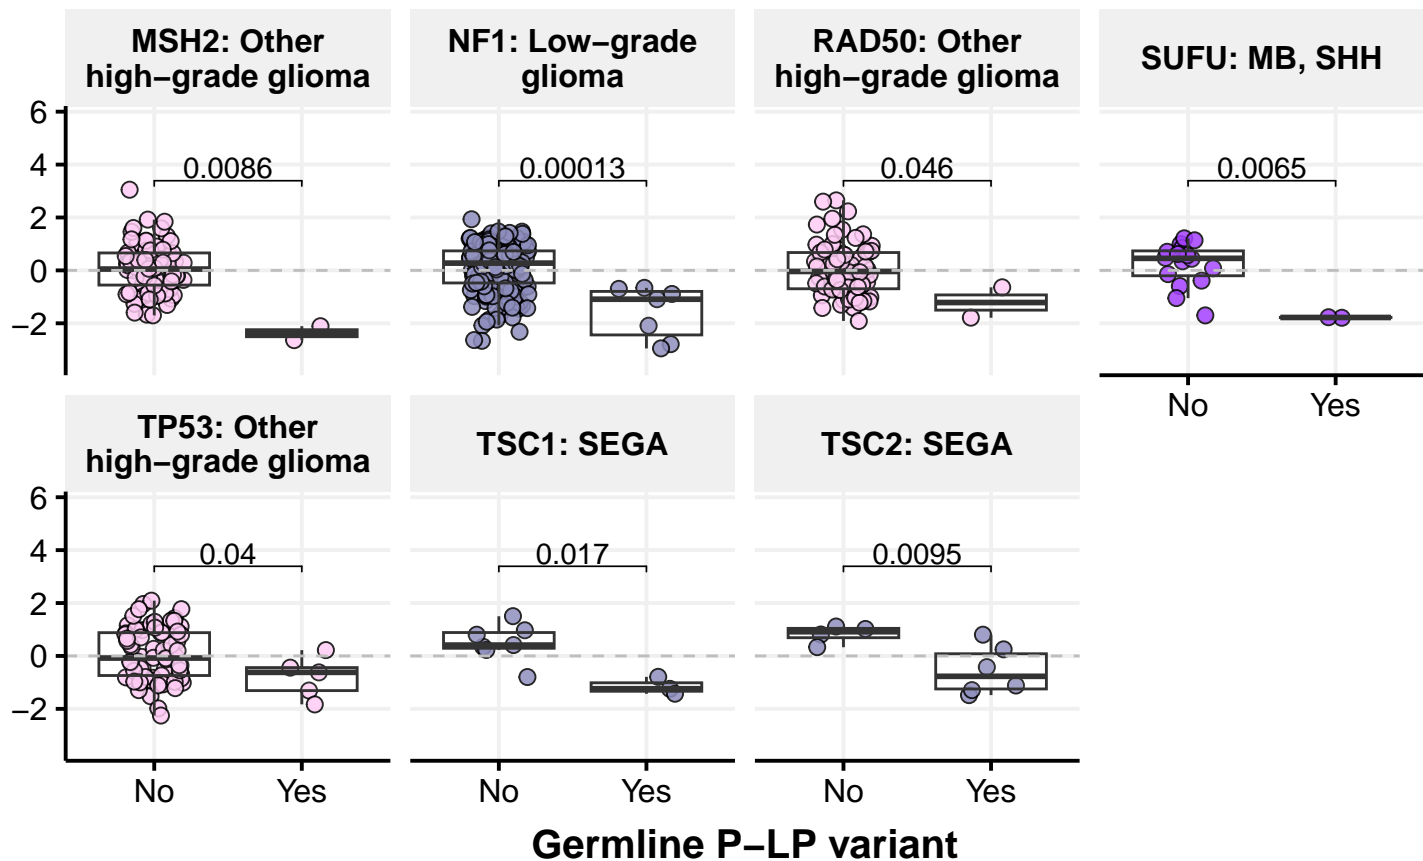 MSH2: Other
high−grade glioma
NF1: Low−grade
glioma
RAD50: Other
high−grade glioma
SUFU: MB, SHH
6
4
2
0
−2
0.0086
0.00013
0.046
0.0065
No
Yes
TP53: Other
high−grade glioma
TSC1: SEGA
TSC2: SEGA
6
4
2
0
−2
0.04
0.017
0.0095
No
Yes
No
Yes
No
Yes
Germline P−LP variant